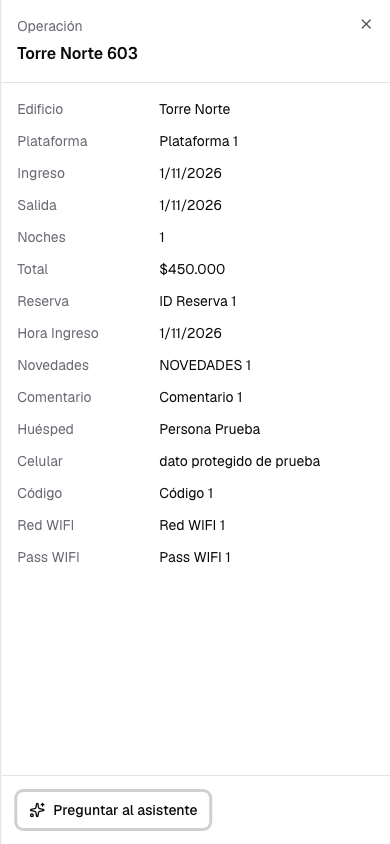 Operación
Torre Norte 603
Edificio Torre Norte
Plataforma Plataforma 1
Ingreso 1/11/2026
Salida 1/11/2026
Noches 1
Total $450.000
Reserva ID Reserva 1
Hora Ingreso 1/11/2026
Novedades NOVEDADES 1
Comentario Comentario 1
Huésped Persona Prueba
Celular dato protegido de prueba
Código Código 1
Red WIFI Red WIFI 1
Pass WIFI Pass WIFI 1
Preguntar al asistente